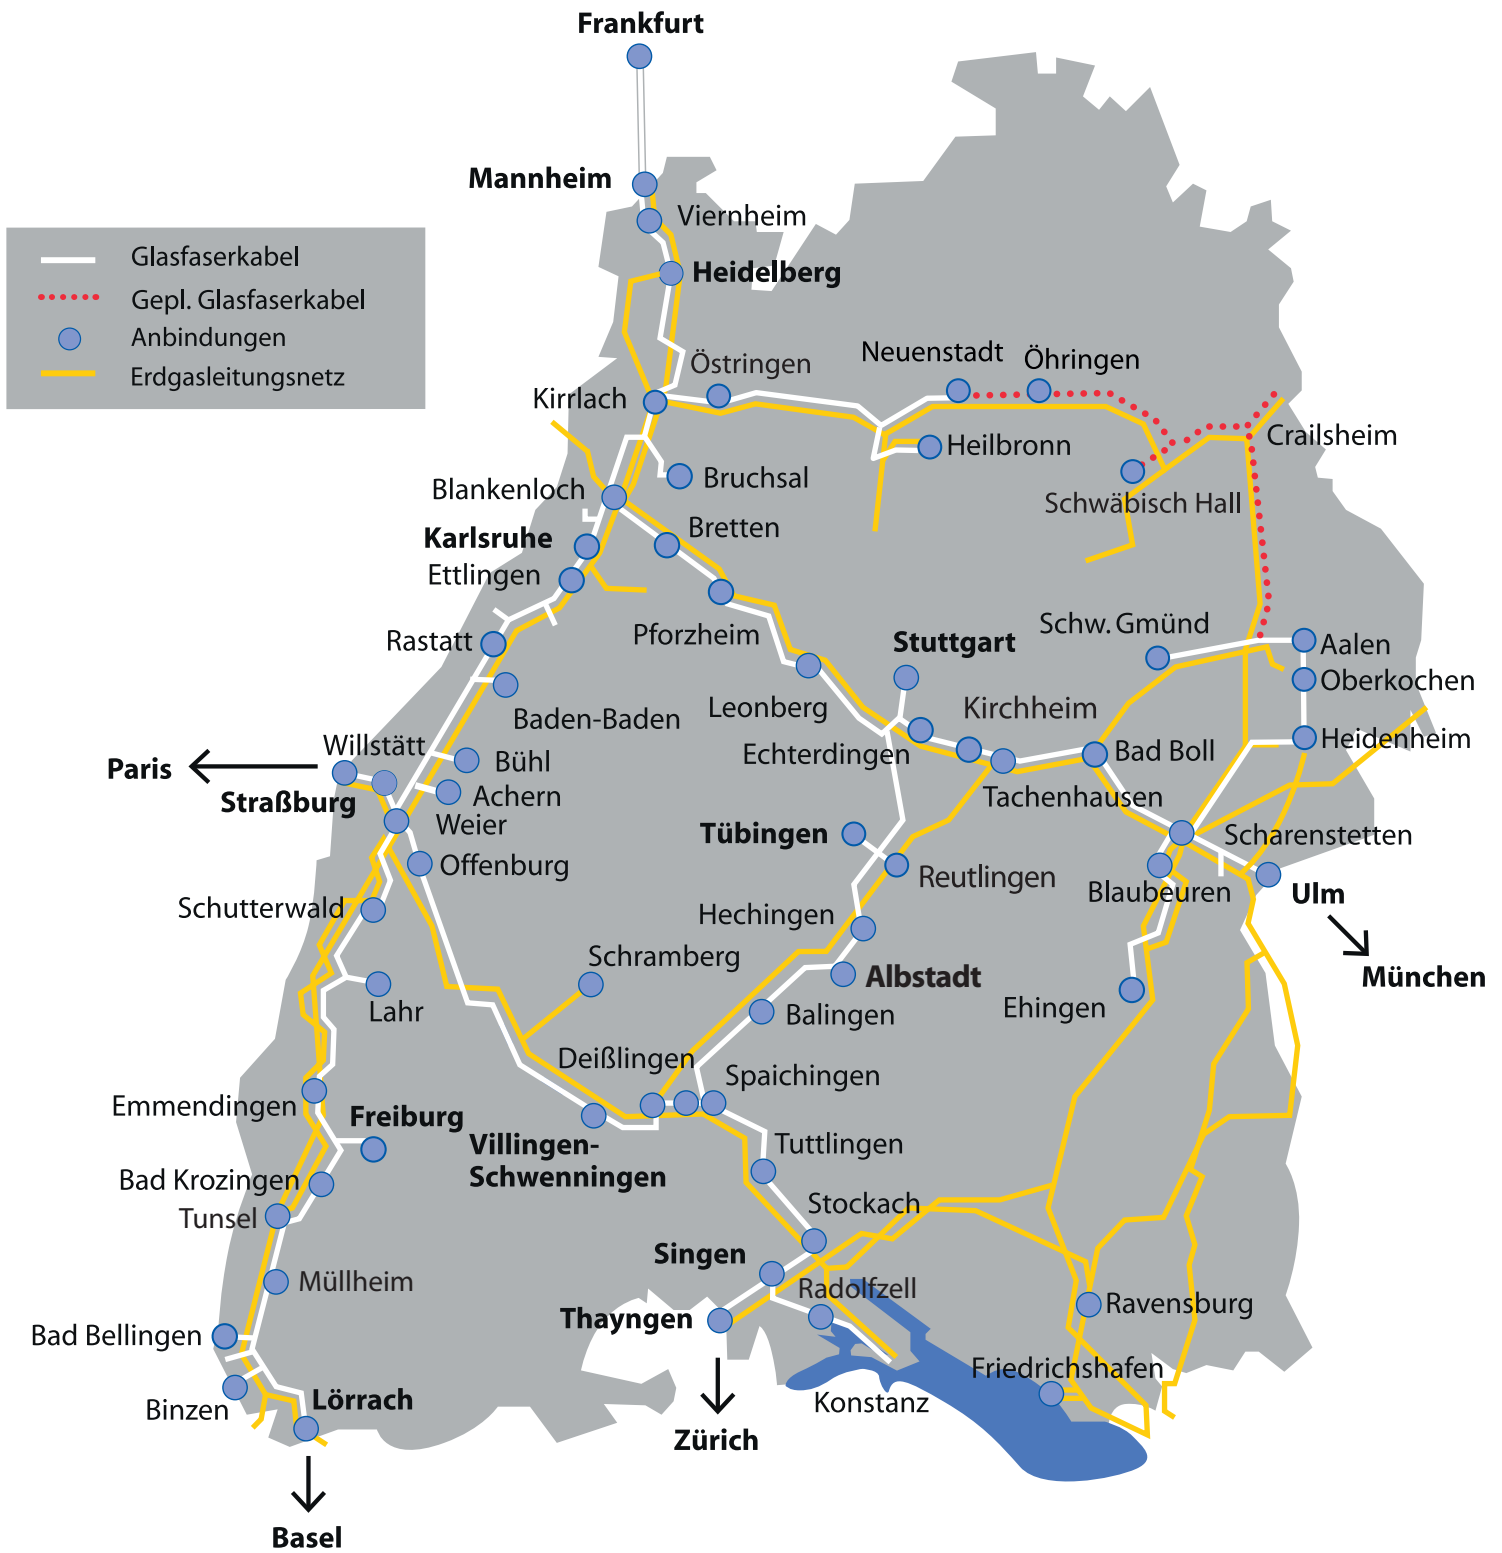 Frankfurt
Mannheim
Viernheim
Glasfaserkabel
Heidelberg
Gepl. Glasfaserkabel
Anbindungen
Erdgasleitungsnetz
Östringen
Neuenstadt
Öhringen
Kirrlach
Crailsheim
Heilbronn
Bruchsal
Blankenloch
Schwäbisch Hall
Bretten
Karlsruhe
Ettlingen
Schw. Gmünd
Pforzheim
Rastatt
Stuttgart
Aalen
Oberkochen
Leonberg
Kirchheim
Baden-Baden
Willstätt
Echterdingen
Bad Boll
Heidenheim
Paris
Bühl
Straßburg
Achern
Tachenhausen
Weier
Tübingen
Scharenstetten
Offenburg
Reutlingen
Blaubeuren
Ulm
Schutterwald
Hechingen
Schramberg
Albstadt
München
Lahr
Balingen
Ehingen
Deißlingen
Spaichingen
Emmendingen
Freiburg
Villingen-
Schwenningen
Tuttlingen
Bad Krozingen
Tunsel
Stockach
Singen
Müllheim
Radolfzell
Ravensburg
Thayngen
Bad Bellingen
Friedrichshafen
Binzen
Lörrach
Konstanz
Zürich
Basel